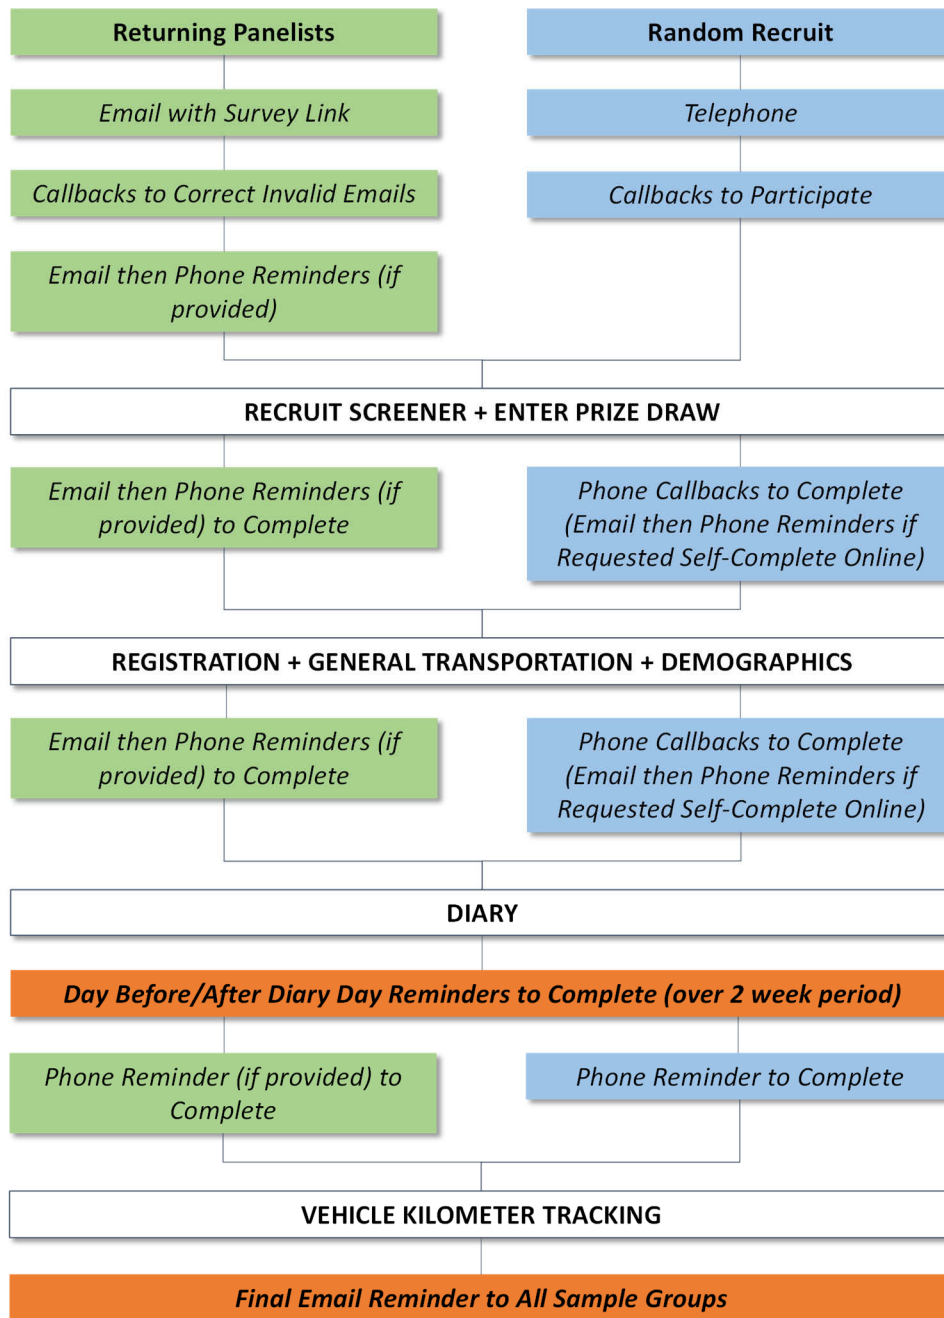 Returning Panelists
Random Recruit
Email with Survey Link
Telephone
Callbacks to Correct Invalid Emails
Callbacks to Participate
Email then Phone Reminders (if
provided)
RECRUIT SCREENER + ENTER PRIZE DRAW
Email then Phone Reminders (if
provided) to Complete
Phone Callbacks to Complete
(Email then Phone Reminders if
Requested Self-Complete Online)
REGISTRATION + GENERAL TRANSPORTATION + DEMOGRAPHICS
Email then Phone Reminders (if
provided) to Complete
Phone Callbacks to Complete
(Email then Phone Reminders if
Requested Self-Complete Online)
DIARY
Day Before/After Diary Day Reminders to Complete (over 2 week period)
Phone Reminder (if provided) to
Complete
Phone Reminder to Complete
VEHICLE KILOMETER TRACKING
Final Email Reminder to All Sample Groups